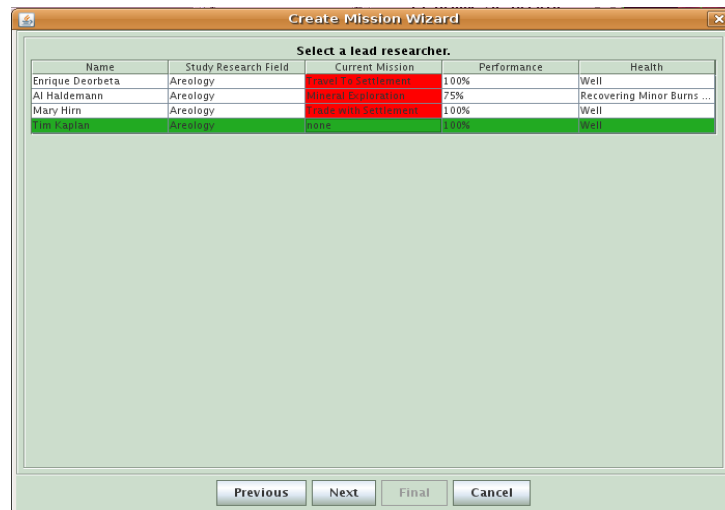 Create Mission Wizard
Select a lead researcher.
Name Study Research Field Current Mission Performance Health
Enrique Deorbeta Areology Travel To Settlement 100% Well
Al Haldemann Areology Mineral Exploration 75% Recovering Minor Burns ...
Mary Hirn Areology Trade with Settlement 100% Well
Tim Kaplan Areology none 100% Well
Previous Next Final Cancel